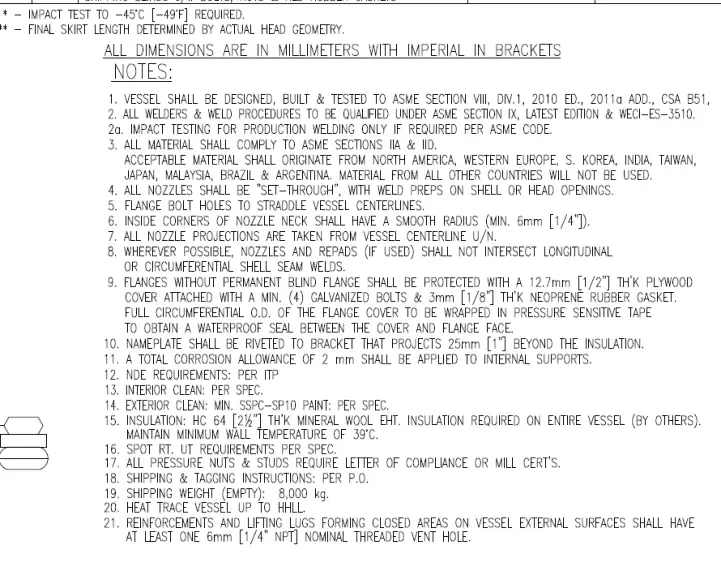 * - IMPACT TEST TO -45°C [-49°F] REQUIRED.
** - FINAL SKIRT LENGTH DETERMINED BY ACTUAL HEAD GEOMETRY.
ALL DIMENSIONS ARE IN MILLIMETERS WITH IMPERIAL IN BRACKETS
NOTES:
1. VESSEL SHALL BE DESIGNED, BUILT & TESTED TO ASME SECTION VIII, DIV.1, 2010 ED., 2011a ADD., CSA B51,
2. ALL WELDERS & WELD PROCEDURES TO BE QUALIFIED UNDER ASME SECTION IX, LATEST EDITION & WECI-ES-3510.
2a. IMPACT TESTING FOR PRODUCTION WELDING ONLY IF REQUIRED PER ASME CODE.
3. ALL MATERIAL SHALL COMPLY TO ASME SECTIONS IIA & IID.
ACCEPTABLE MATERIAL SHALL ORIGINATE FROM NORTH AMERICA, WESTERN EUROPE, S. KOREA, INDIA, TAIWAN,
JAPAN, MALAYSIA, BRAZIL & ARGENTINA. MATERIAL FROM ALL OTHER COUNTRIES WILL NOT BE USED.
4. ALL NOZZLES SHALL BE "SET-THROUGH", WITH WELD PREPS ON SHELL OR HEAD OPENINGS.
5. FLANGE BOLT HOLES TO STRADDLE VESSEL CENTERLINES.
6. INSIDE CORNERS OF NOZZLE NECK SHALL HAVE A SMOOTH RADIUS (MIN. 6mm [1/4"]).
7. ALL NOZZLE PROJECTIONS ARE TAKEN FROM VESSEL CENTERLINE U/N.
8. WHEREVER POSSIBLE, NOZZLES AND REPADS (IF USED) SHALL NOT INTERSECT LONGITUDINAL
OR CIRCUMFERENTIAL SHELL SEAM WELDS.
9. FLANGES WITHOUT PERMANENT BLIND FLANGE SHALL BE PROTECTED WITH A 12.7mm [1/2"] TH'K PLYWOOD
COVER ATTACHED WITH A MIN. (4) GALVANIZED BOLTS & 3mm [1/8"] TH'K NEOPRENE RUBBER GASKET.
FULL CIRCUMFERENTIAL O.D. OF THE FLANGE COVER TO BE WRAPPED IN PRESSURE SENSITIVE TAPE
TO OBTAIN A WATERPROOF SEAL BETWEEN THE COVER AND FLANGE FACE.
10. NAMEPLATE SHALL BE RIVETED TO BRACKET THAT PROJECTS 25mm [1"] BEYOND THE INSULATION.
11. A TOTAL CORROSION ALLOWANCE OF 2 mm SHALL BE APPLIED TO INTERNAL SUPPORTS.
12. NDE REQUIREMENTS: PER ITP
13. INTERIOR CLEAN: PER SPEC.
14. EXTERIOR CLEAN: MIN. SSPC-SP10 PAINT: PER SPEC.
15. INSULATION: HC 64 [2½"] TH'K MINERAL WOOL EHT. INSULATION REQUIRED ON ENTIRE VESSEL (BY OTHERS).
MAINTAIN MINIMUM WALL TEMPERATURE OF 39°C.
16. SPOT RT. UT REQUIREMENTS PER SPEC.
17. ALL PRESSURE NUTS & STUDS REQUIRE LETTER OF COMPLIANCE OR MILL CERT'S.
18. SHIPPING & TAGGING INSTRUCTIONS: PER P.O.
19. SHIPPING WEIGHT (EMPTY): 8,000 kg.
20. HEAT TRACE VESSEL UP TO HHLL.
21. REINFORCEMENTS AND LIFTING LUGS FORMING CLOSED AREAS ON VESSEL EXTERNAL SURFACES SHALL HAVE
AT LEAST ONE 6mm [1/4" NPT] NOMINAL THREADED VENT HOLE.